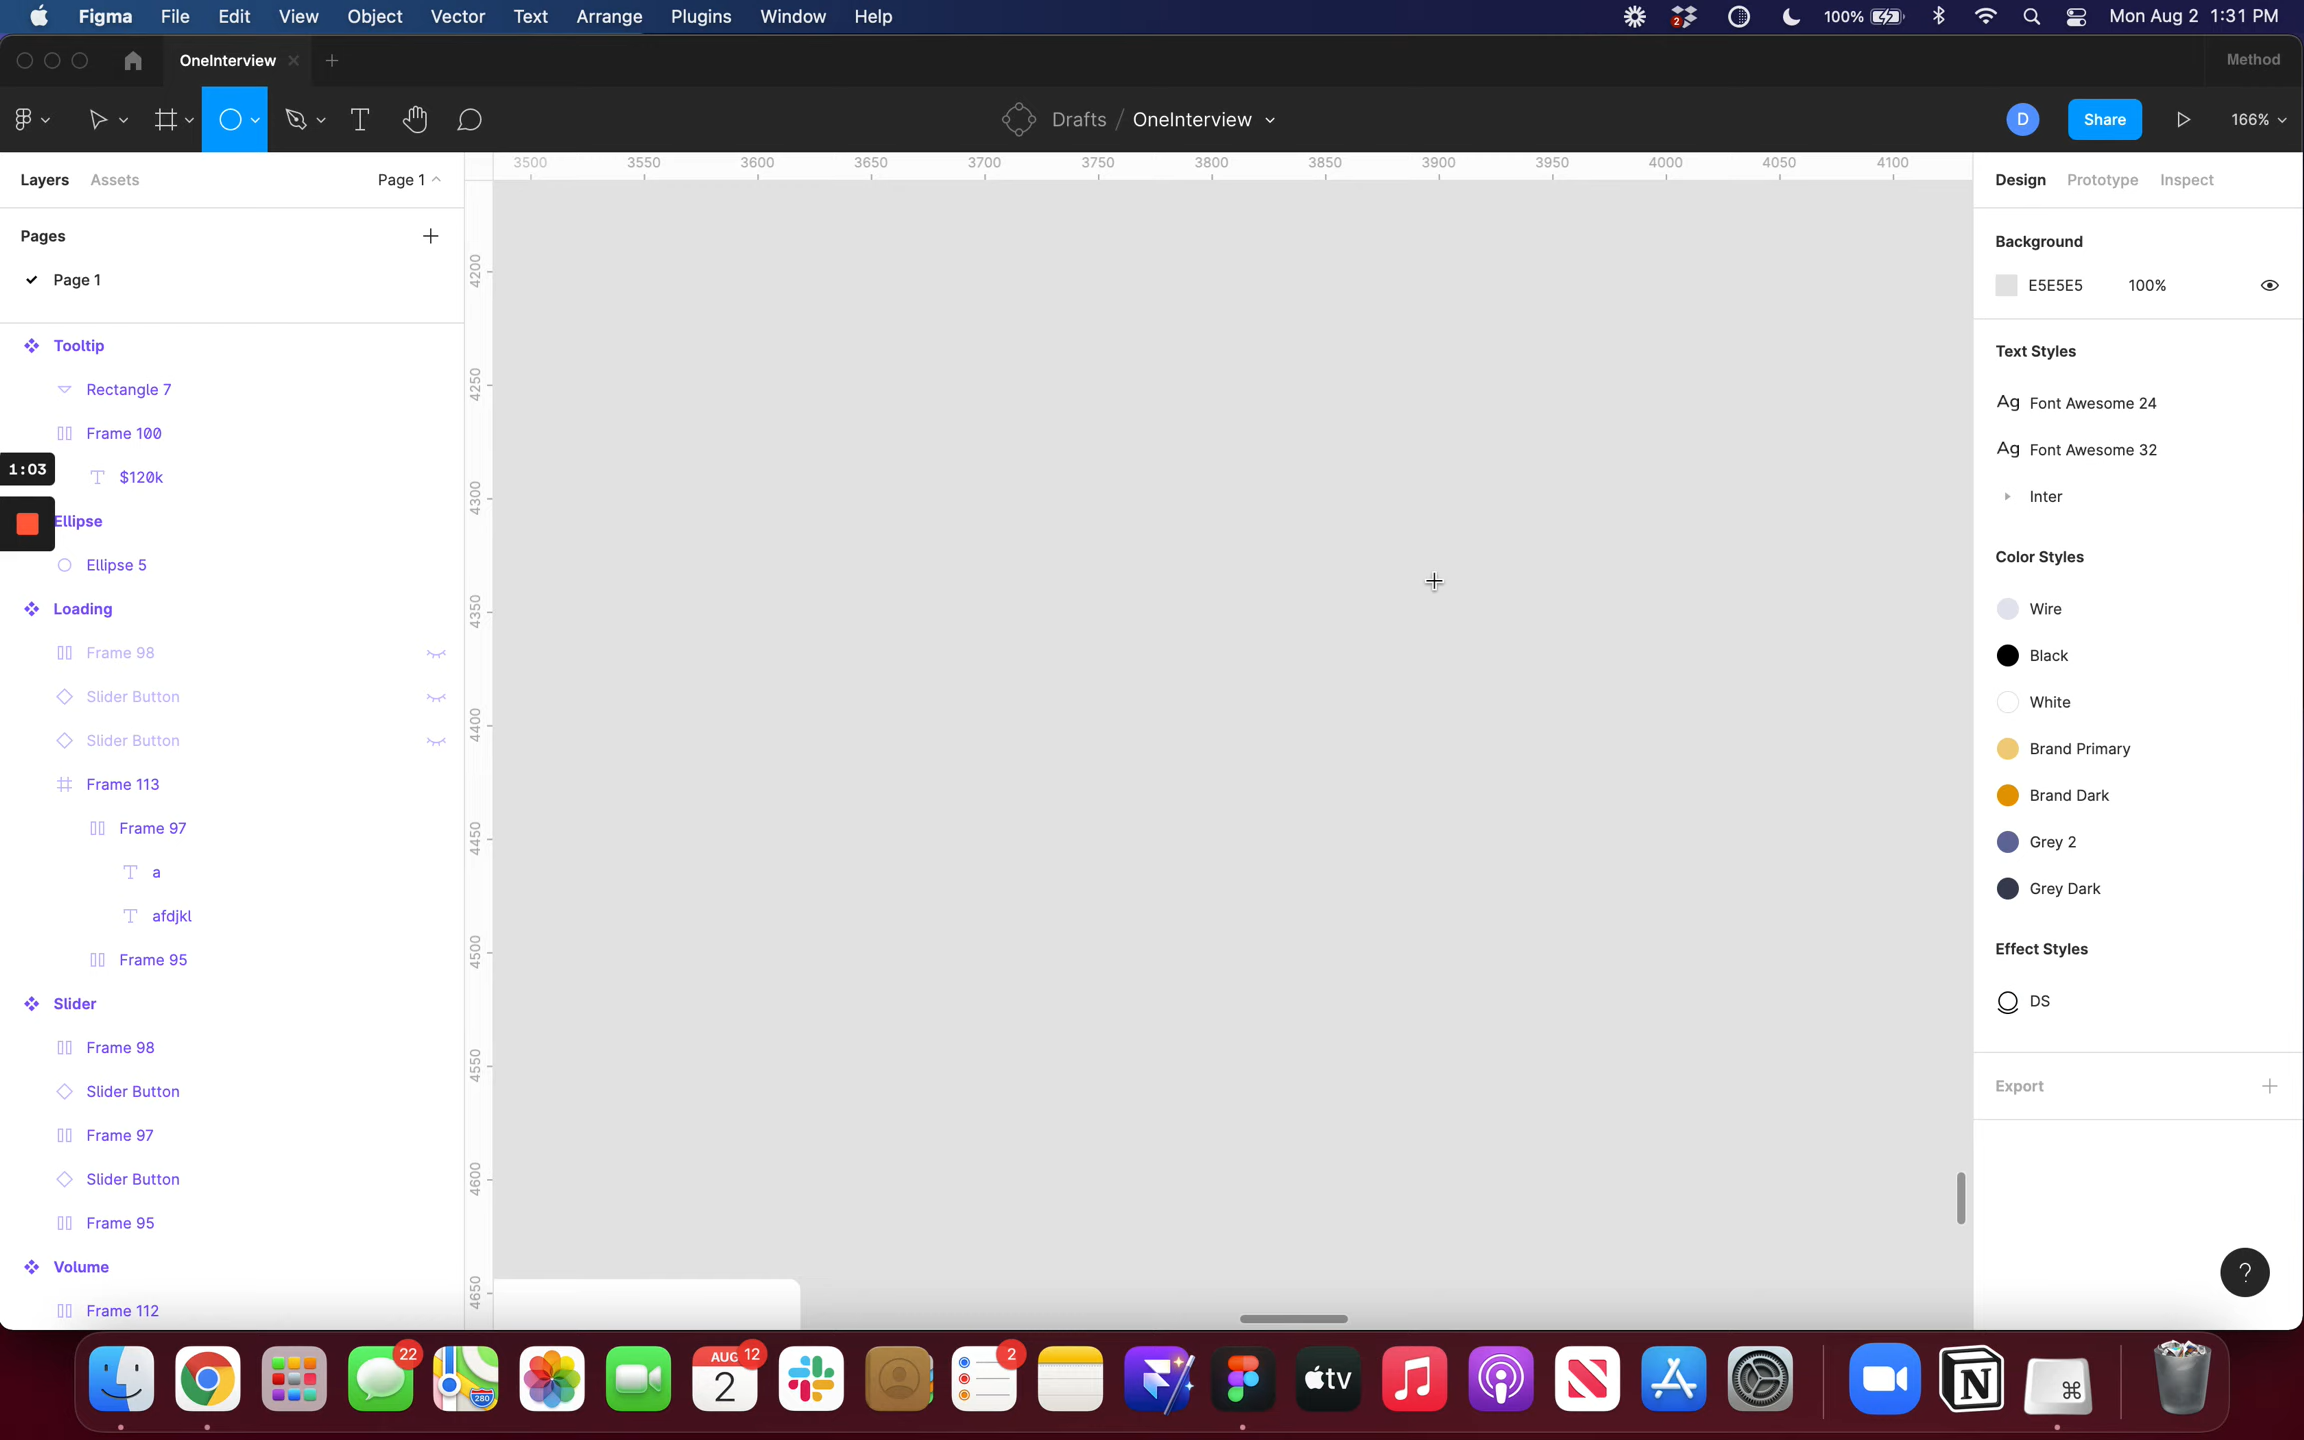 Figma File Edit View Object Vector Text Arrange Plugins Window Help 2 100% Mon Aug 2 1:31 PM
OneInterview Method
Drafts / OneInterview D Share 166%
Layers Assets Page 1
3500 3550 3600 3650 3700 3750 3800 3850 3900 3950 4000 4050 4100
Design Prototype Inspect
Pages
Page 1
Tooltip
Rectangle 7
Frame 100
1:03
$120k
Ellipse
Ellipse 5
Loading
Frame 98
Slider Button
Slider Button
Frame 113
Frame 97
a
afdjkl
Frame 95
Slider
Frame 98
Slider Button
Frame 97
Slider Button
Frame 95
Volume
Frame 112
4200
4250
4300
4350
4400
4450
4500
4550
4600
4650
Background
E5E5E5 100%
Text Styles
Ag Font Awesome 24
Ag Font Awesome 32
Inter
Color Styles
Wire
Black
White
Brand Primary
Brand Dark
Grey 2
Grey Dark
Effect Styles
DS
Export
?
22 280 AUG 12 2 2 tv N